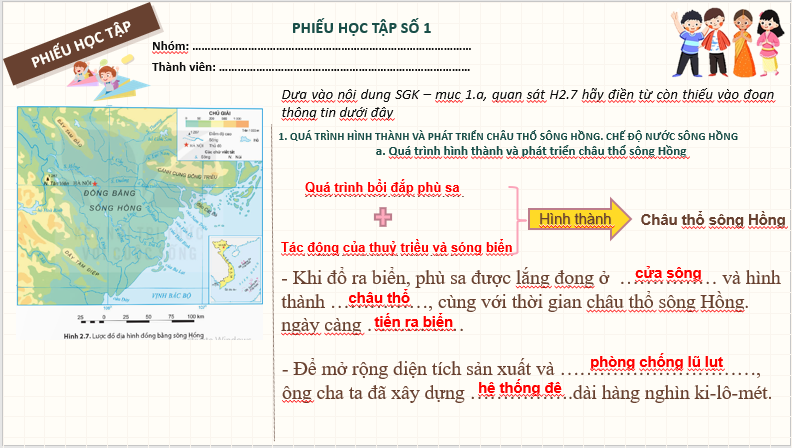 PHIẾU HỌC TẬP
PHIẾU HỌC TẬP SỐ 1
Nhóm: ……………………………………………………………………………
Thành viên: ……………………………………………………………………
Dựa vào nội dung SGK – mục 1.a, quan sát H2.7 hãy điền từ còn thiếu vào đoạn
thông tin dưới đây
1. QUÁ TRÌNH HÌNH THÀNH VÀ PHÁT TRIỂN CHÂU THỔ SÔNG HỒNG. CHẾ ĐỘ NƯỚC SÔNG HỒNG
a. Quá trình hình thành và phát triển châu thổ sông Hồng
CHÚ GIẢI
HÀ NỘI
ĐỒNG BẰNG
SÔNG HỒNG
CÁNH CUNG ĐÔNG TRIỀU
DÃY TAM ĐẢO
DÃY TAM ĐIỆP
VỊNH BẮC BỘ
25 0 25 50 75 100 km
Hình 2.7. Lược đồ địa hình đồng bằng sông Hồng
Quá trình bồi đắp phù sa
Tác động của thuỷ triều và sóng biển
Hình thành
Châu thổ sông Hồng
- Khi đổ ra biển, phù sa được lắng đọng ở …cửa sông… và hình
thành …châu thổ…, cùng với thời gian châu thổ sông Hồng.
ngày càng …tiến ra biển…
- Để mở rộng diện tích sản xuất và …phòng chống lũ lụt…,
ông cha ta đã xây dựng …hệ thống đê…dài hàng nghìn ki-lô-mét.